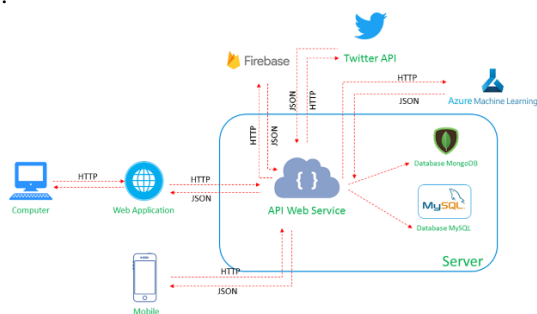 Firebase
Twitter API
HTTP
JSON
Azure Machine Learning
HTTP
JSON
JSON
HTTP
Database MongoDB
HTTP
Computer
Web Application
HTTP
JSON
{ }
API Web Service
MySQL
Database MySQL
Server
HTTP
JSON
Mobile